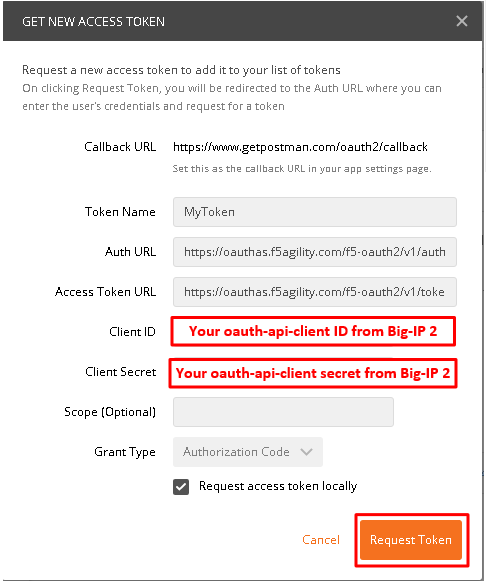 GET NEW ACCESS TOKEN
Request a new access token to add it to your list of tokens
On clicking Request Token, you will be redirected to the Auth URL where you can
enter the user's credentials and request for a token
Callback URL https://www.getpostman.com/oauth2/callback
Set this as the callback URL in your app settings page.
Token Name MyToken
Auth URL https://oauthas.f5agility.com/f5-oauth2/v1/auth
Access Token URL https://oauthas.f5agility.com/f5-oauth2/v1/toke
Client ID Your oauth-api-client ID from Big-IP 2
Client Secret Your oauth-api-client secret from Big-IP 2
Scope (Optional)
Grant Type Authorization Code
Request access token locally
Cancel Request Token